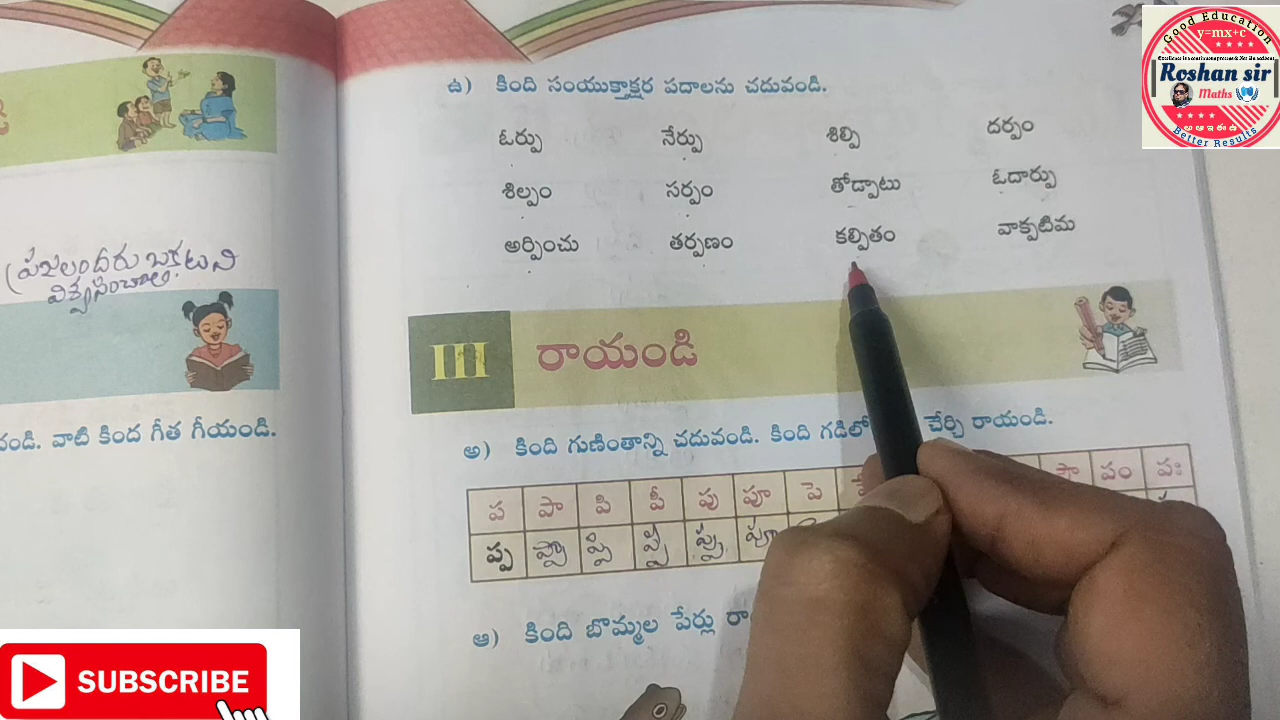 ఉ) కింది సంయుక్తాక్షర పదాలను చదువండి.
ఓర్పు నేర్పు శిల్పి దర్పం
శిల్పం సర్పం తోడ్పాటు ఓదార్పు
అర్పించు తర్పణం కల్పితం వాక్పటిమ
III రాయండి
అ) కింది గుణింతాన్ని చదువండి. కింది గడిలో చేర్చి రాయండి.
ప పా పి పీ పు పూ పె పౌ పం పః
ప్ప ప్పా ప్పి ప్పీ ప్పు ప్పూ
ఆ) కింది బొమ్మల పేర్లు
వండి. వాటి కింద గీత గీయండి.
Good Education
y=mx+c
Roshan sir
Maths
అ ఆ ఇ ఈ ఉ
Better Results
SUBSCRIBE